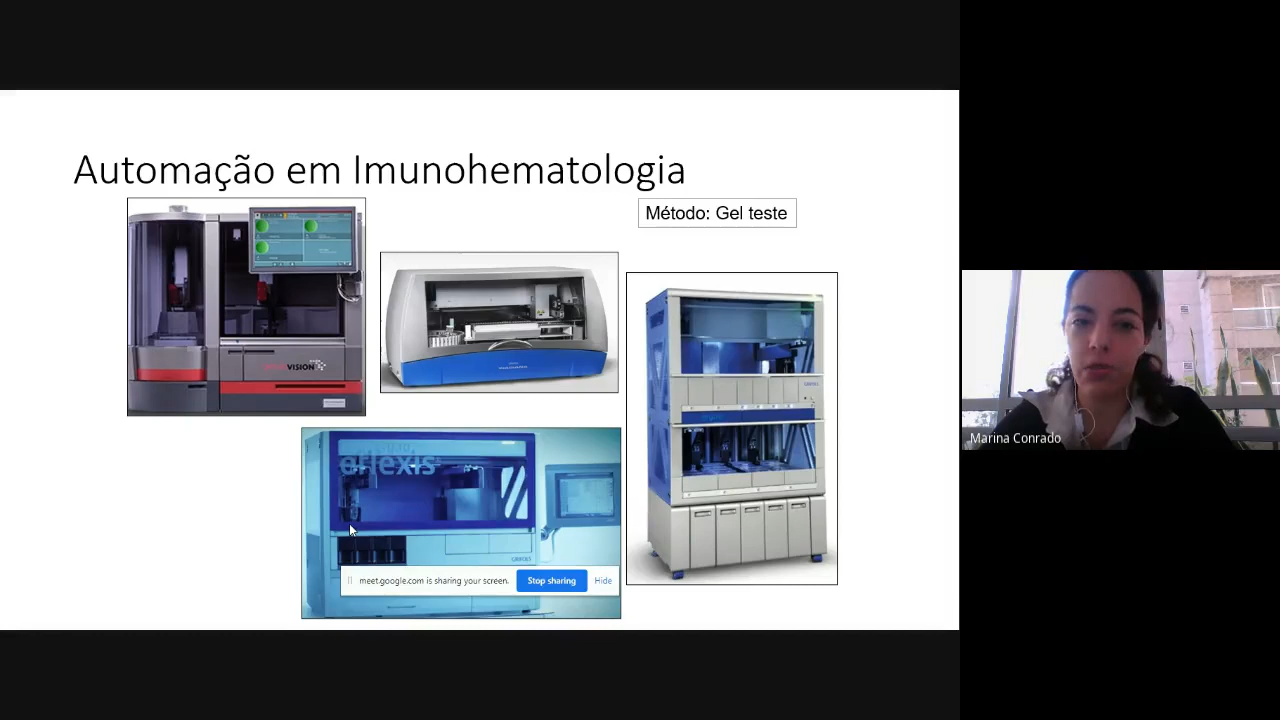 Automação em Imunohematologia
Método: Gel teste
VISION
eflexis
meet.google.com is sharing your screen.
Stop sharing
Hide
Marina Conrado